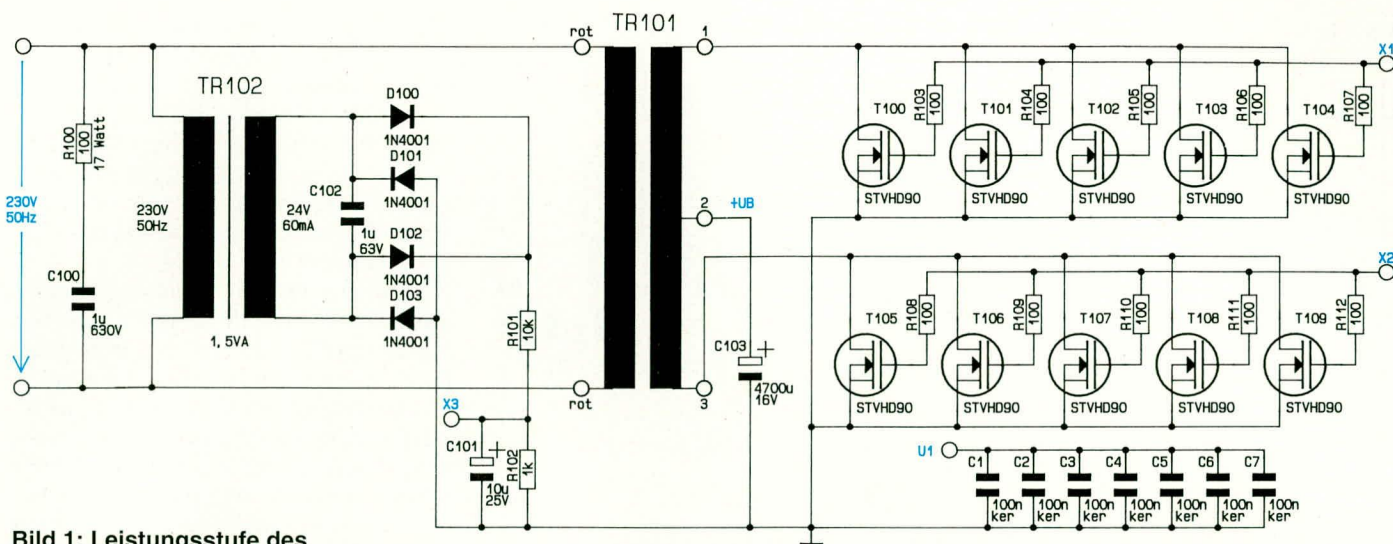 TR101
rot
1
X1
TR102
D100
1N4001
D101
1N4001
D102
1N4001
D103
1N4001
R100
100
17 Watt
230V
50Hz
230V
50Hz
24V
60mA
C102
1u
63V
C100
1u
630V
1,5VA
R101
10k
X3
C101
+
10u
25V
R102
1k
rot
2
+UB
3
C103
+
4700u
16V
T100
R103
100
T101
R104
100
T102
R105
100
T103
R106
100
T104
R107
100
STVHD90
STVHD90
STVHD90
STVHD90
STVHD90
X2
T105
R108
100
T106
R109
100
T107
R110
100
T108
R111
100
T109
R112
100
STVHD90
STVHD90
STVHD90
STVHD90
STVHD90
U1
C1
C2
C3
C4
C5
C6
C7
100n
ker
100n
ker
100n
ker
100n
ker
100n
ker
100n
ker
100n
ker
Bild 1: Leistungsstufe des